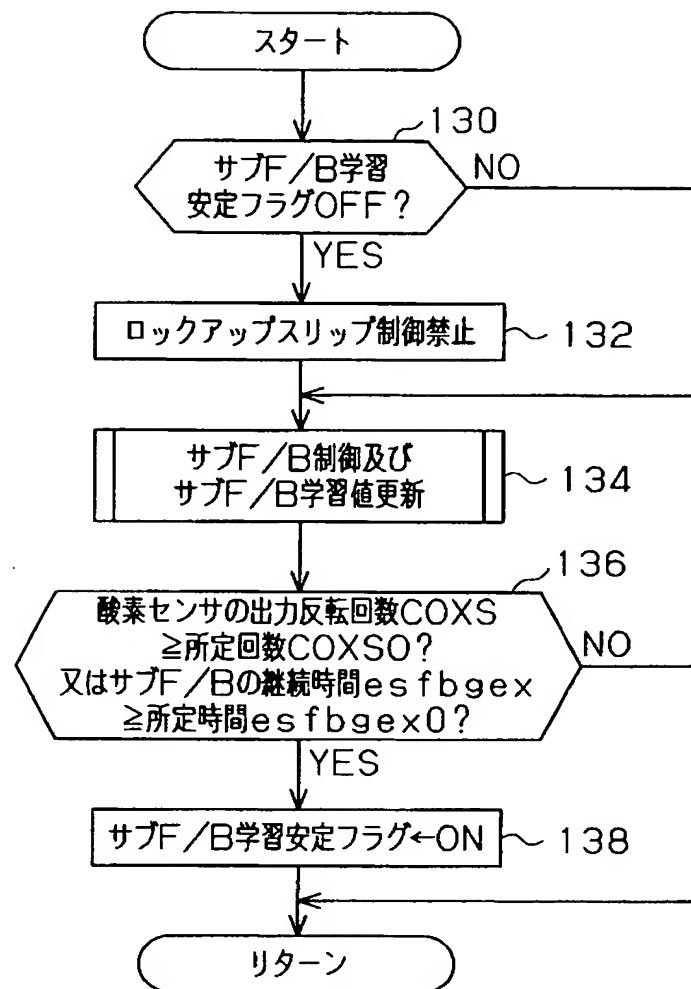 スタート
130
サブF/B学習
安定フラグOFF?
NO
YES
ロックアップスリップ制御禁止
132
サブF/B制御及び
サブF/B学習値更新
134
136
酸素センサの出力反転回数COXS
≧所定回数COXS0?
又はサブF/Bの継続時間esfbgex
≧所定時間esfbgex0?
NO
YES
サブF/B学習安定フラグ←ON
138
リターン